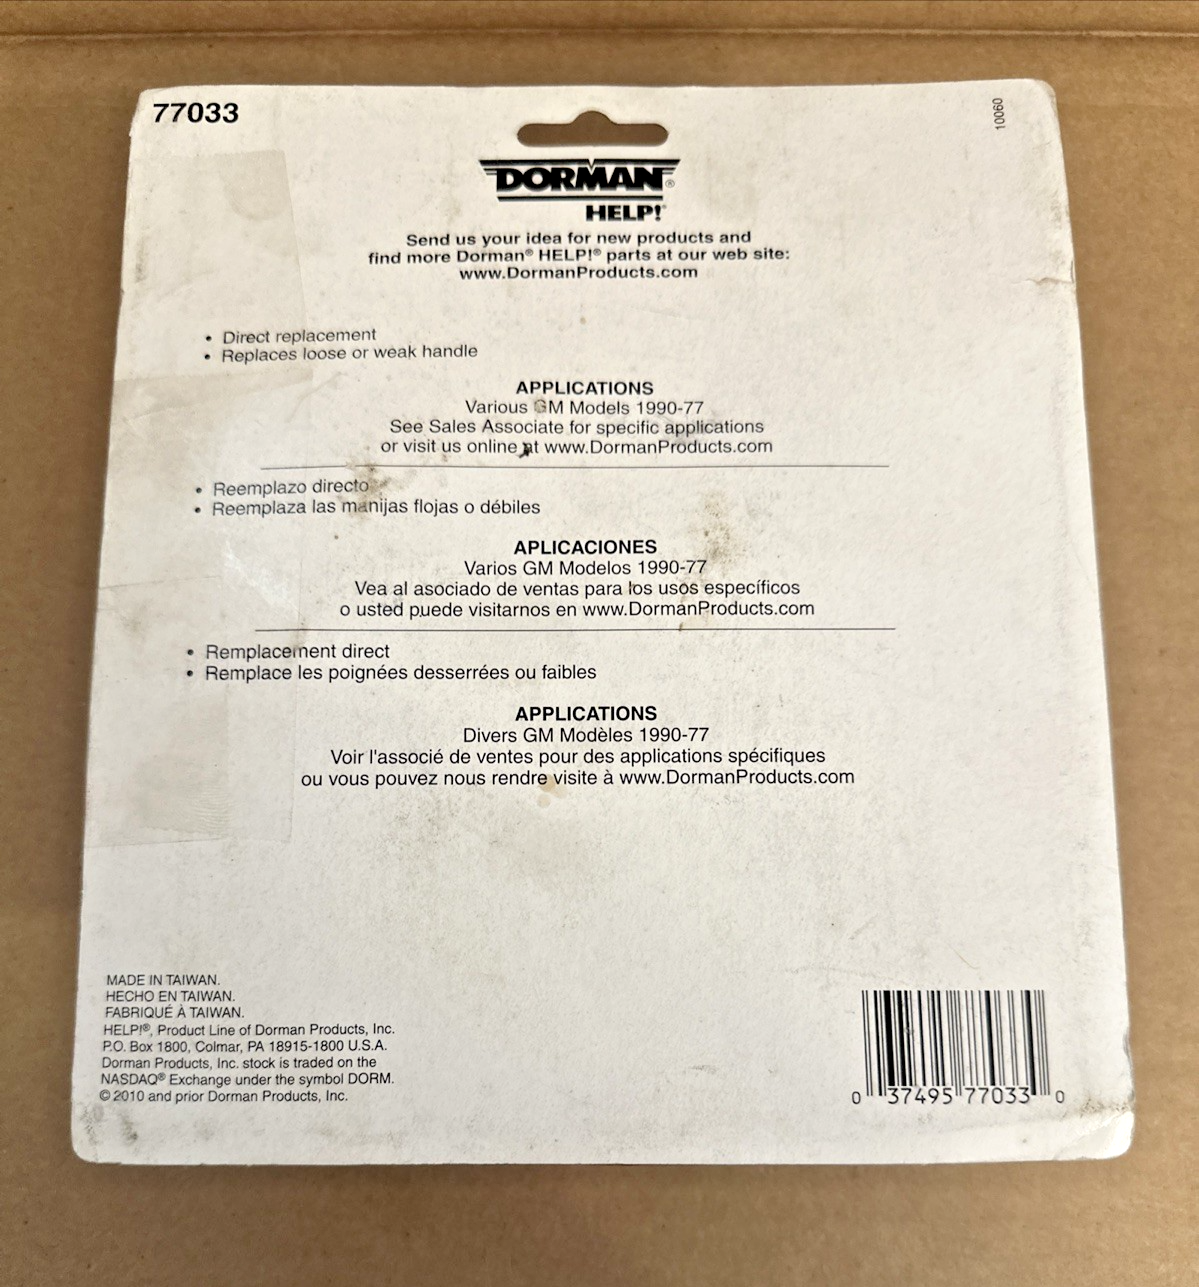 77033
10060
DORMAN®
HELP!®
Send us your idea for new products and
find more Dorman® HELP!® parts at our web site:
www.DormanProducts.com
• Direct replacement
• Replaces loose or weak handle
APPLICATIONS
Various GM Models 1990-77
See Sales Associate for specific applications
or visit us online at www.DormanProducts.com
• Reemplazo directo
• Reemplaza las manijas flojas o débiles
APLICACIONES
Varios GM Modelos 1990-77
Vea al asociado de ventas para los usos específicos
o usted puede visitarnos en www.DormanProducts.com
• Remplacement direct
• Remplace les poignées desserrées ou faibles
APPLICATIONS
Divers GM Modèles 1990-77
Voir l'associé de ventes pour des applications spécifiques
ou vous pouvez nous rendre visite à www.DormanProducts.com
MADE IN TAIWAN.
HECHO EN TAIWAN.
FABRIQUÉ À TAIWAN.
HELP!®, Product Line of Dorman Products, Inc.
P.O. Box 1800, Colmar, PA 18915-1800 U.S.A.
Dorman Products, Inc. stock is traded on the
NASDAQ® Exchange under the symbol DORM.
© 2010 and prior Dorman Products, Inc.
0 37495 77033 0